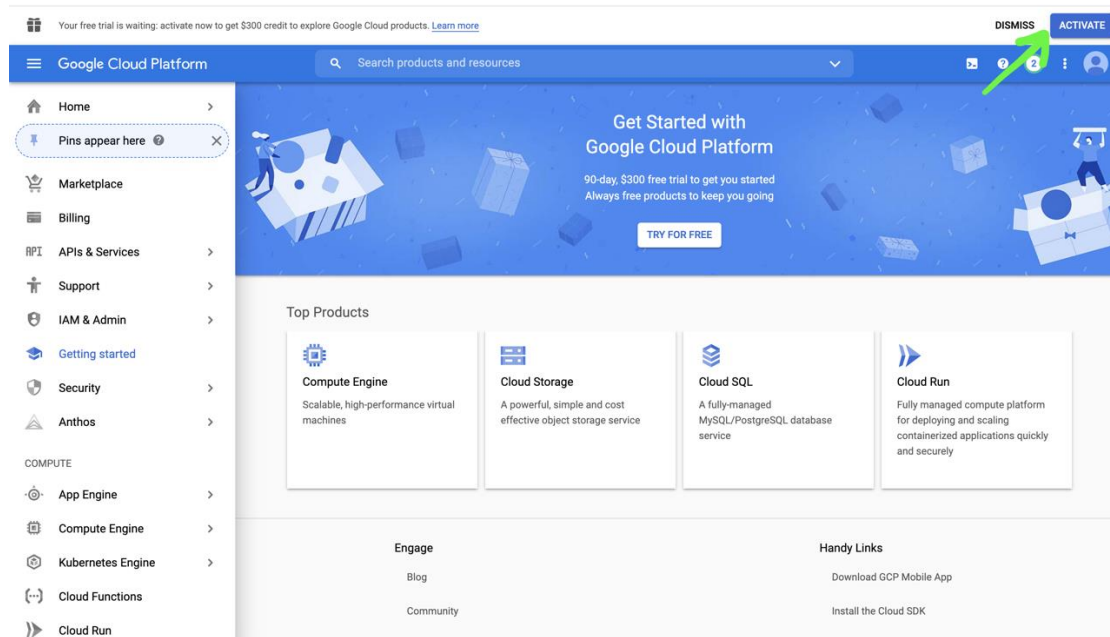 Your free trial is waiting: activate now to get $300 credit to explore Google Cloud products. Learn more
DISMISS
ACTIVATE
Google Cloud Platform
Search products and resources
2
Home
Pins appear here
Marketplace
Billing
API APIs & Services
Support
IAM & Admin
Getting started
Security
Anthos
COMPUTE
App Engine
Compute Engine
Kubernetes Engine
Cloud Functions
Cloud Run
Get Started with
Google Cloud Platform
90-day, $300 free trial to get you started
Always free products to keep you going
TRY FOR FREE
Top Products
Compute Engine
Scalable, high-performance virtual
machines
Cloud Storage
A powerful, simple and cost
effective object storage service
Cloud SQL
A fully-managed
MySQL/PostgreSQL database
service
Cloud Run
Fully managed compute platform
for deploying and scaling
containerized applications quickly
and securely
Engage
Blog
Community
Handy Links
Download GCP Mobile App
Install the Cloud SDK